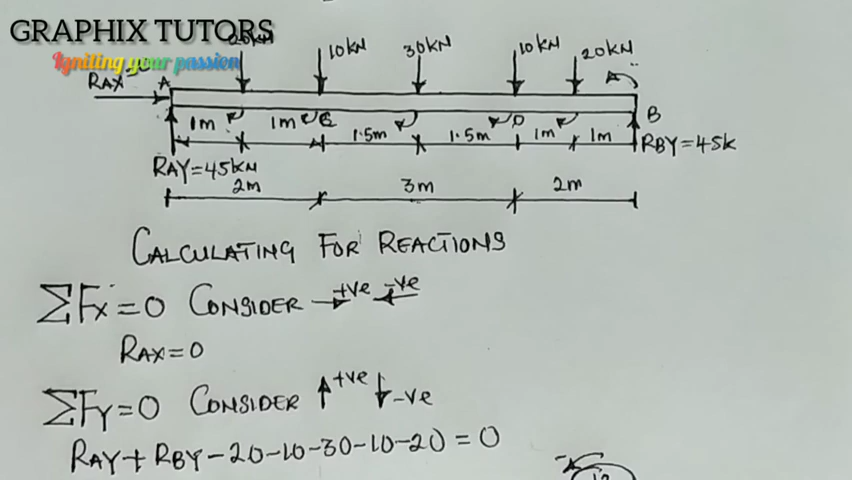 GRAPHIX TUTORS
Igniting your passion
10KN 30KN 10KN 20KN
RAX= A
B
1m 1m 1.5m 1.5m D 1m 1m
RAY=45KN RBY=45K
2m 3m 2m
CALCULATING FOR REACTIONS
ΣFx=0 CONSIDER → +ve ← -ve
RAX=0
ΣFy=0 CONSIDER ↑ +ve ↓ -ve
RAY + RBY - 20 - 10 - 30 - 10 - 20 = 0